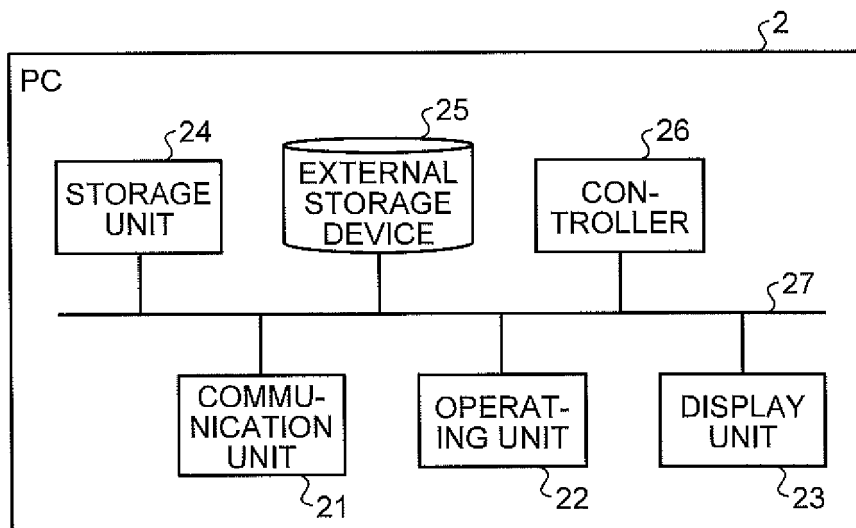 2
PC
24
25
26
STORAGE
UNIT
EXTERNAL
STORAGE
DEVICE
CON-
TROLLER
27
COMMU-
NICATION
UNIT
OPERAT-
ING UNIT
DISPLAY
UNIT
21
22
23